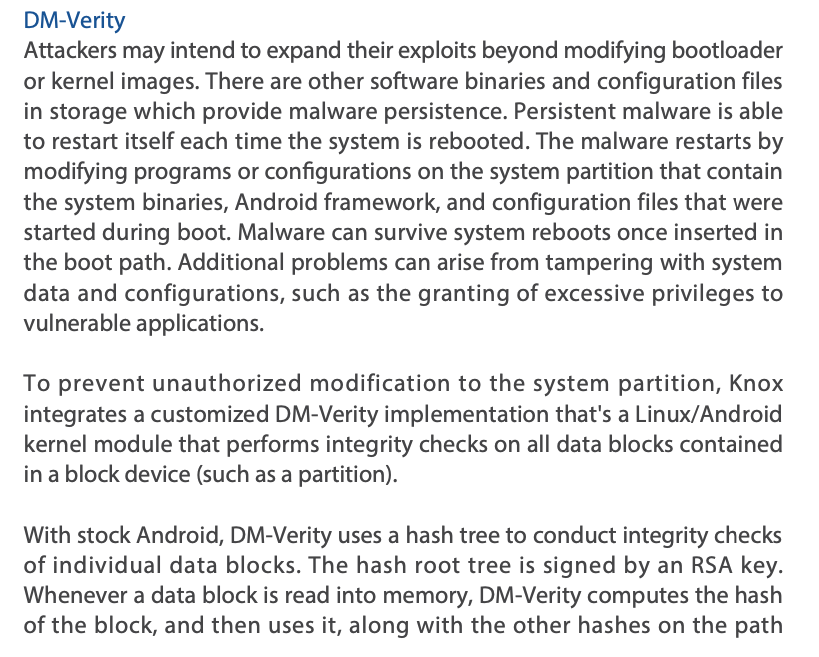 DM-Verity
Attackers may intend to expand their exploits beyond modifying bootloader
or kernel images. There are other software binaries and configuration files
in storage which provide malware persistence. Persistent malware is able
to restart itself each time the system is rebooted. The malware restarts by
modifying programs or configurations on the system partition that contain
the system binaries, Android framework, and configuration files that were
started during boot. Malware can survive system reboots once inserted in
the boot path. Additional problems can arise from tampering with system
data and configurations, such as the granting of excessive privileges to
vulnerable applications.
To prevent unauthorized modification to the system partition, Knox
integrates a customized DM-Verity implementation that's a Linux/Android
kernel module that performs integrity checks on all data blocks contained
in a block device (such as a partition).
With stock Android, DM-Verity uses a hash tree to conduct integrity checks
of individual data blocks. The hash root tree is signed by an RSA key.
Whenever a data block is read into memory, DM-Verity computes the hash
of the block, and then uses it, along with the other hashes on the path